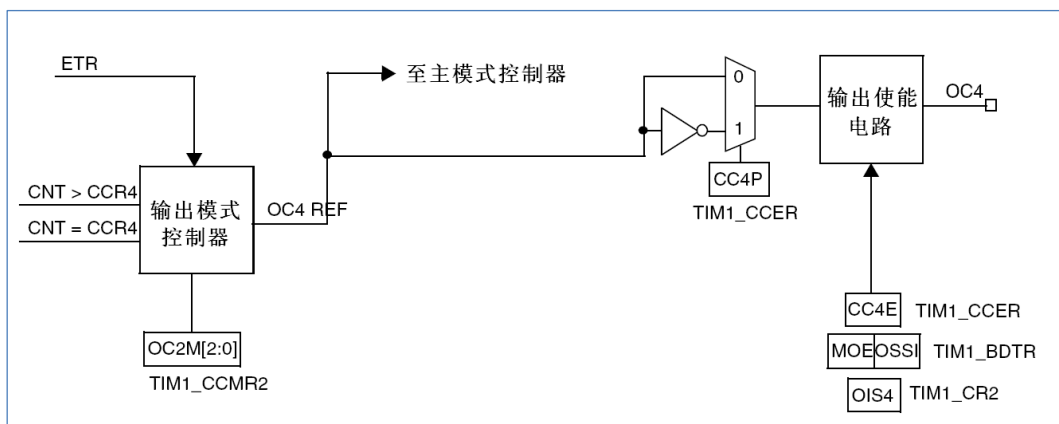 ETR
至主模式控制器
0
1
输出使能
电路
OC4
CC4P
TIM1_CCER
CNT > CCR4
CNT = CCR4
输出模式
控制器
OC4 REF
OC2M[2:0]
TIM1_CCMR2
CC4E
TIM1_CCER
MOE
OSSI
TIM1_BDTR
OIS4
TIM1_CR2